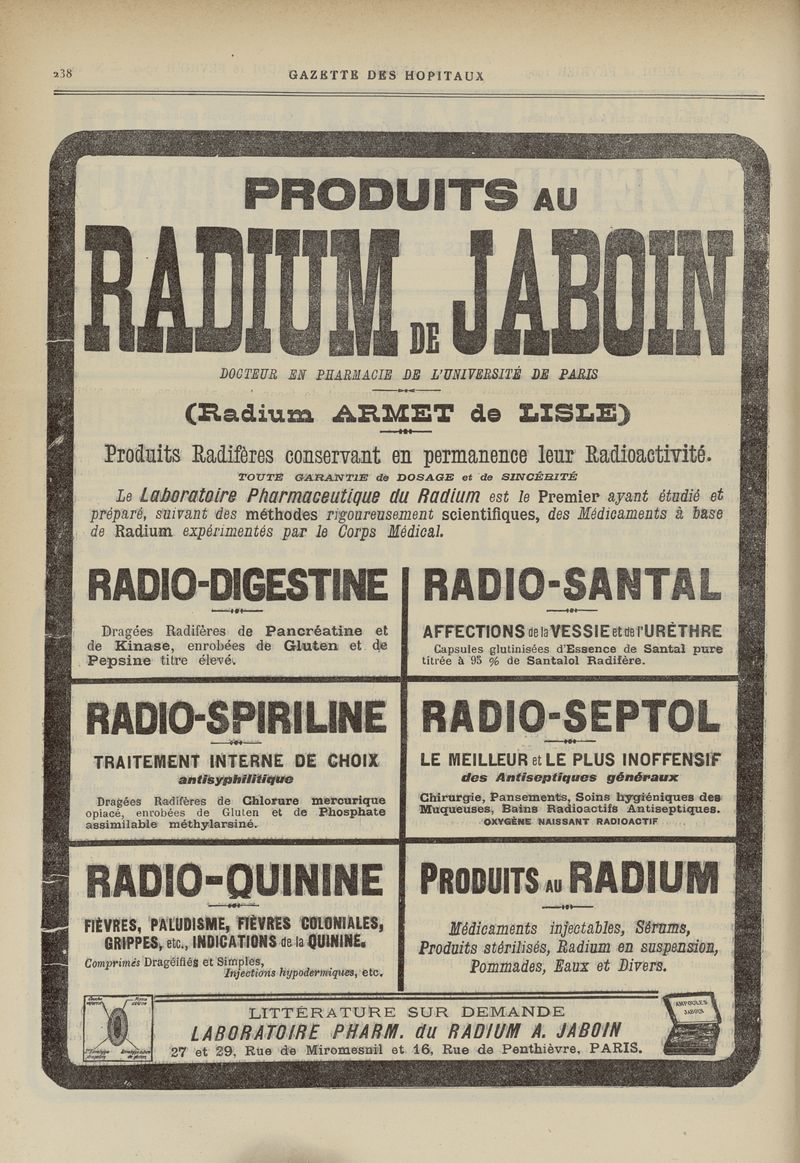 238
GAZETTE DES HOPITAUX
PRODUITS AU
RADIUM DE JABOIN
DOCTEUR EN PHARMACIE DE L'UNIVERSITÉ DE PARIS
(Radium ARMET de LISLE)
Produits Radifères conservant en permanence leur Radioactivité.
TOUTE GARANTIE de DOSAGE et de SINCÉRITÉ
Le Laboratoire Pharmaceutique du Radium est le Premier ayant étudié et
préparé, suivant des méthodes rigoureusement scientifiques, des Médicaments à base
de Radium expérimentés par le Corps Médical.
RADIO-DIGESTINE
Dragées Radifères de Pancréatine et
de Kinase, enrobées de Gluten et de
Pepsine titre élevé.
RADIO-SANTAL
AFFECTIONS de la VESSIE et de l'URÈTHRE
Capsules glutinisées d'Essence de Santal pure
titrée à 95 % de Santalol Radifère.
RADIO-SPIRILINE
TRAITEMENT INTERNE DE CHOIX
antisyphilitique
Dragées Radifères de Chlorure mercurique
opiacé, enrobées de Gluten et de Phosphate
assimilable méthylarsiné.
RADIO-SEPTOL
LE MEILLEUR et LE PLUS INOFFENSIF
des Antiseptiques généraux
Chirurgie, Pansements, Soins hygiéniques des
Muqueuses, Bains Radioactifs Antiseptiques.
OXYGÈNE NAISSANT RADIOACTIF
RADIO-QUININE
FIÈVRES, PALUDISME, FIÈVRES COLONIALES,
GRIPPES, etc., INDICATIONS de la QUININE.
Comprimés Dragéifiés et Simples,
Injections hypodermiques, etc.
PRODUITS AU RADIUM
Médicaments injectables, Sérums,
Produits stérilisés, Radium en suspension,
Pommades, Eaux et Divers.
LITTÉRATURE SUR DEMANDE
LABORATOIRE PHARM. du RADIUM A. JABOIN
27 et 29, Rue de Miromesnil et 16, Rue de Penthièvre, PARIS.
AMPOULES
JABOIN